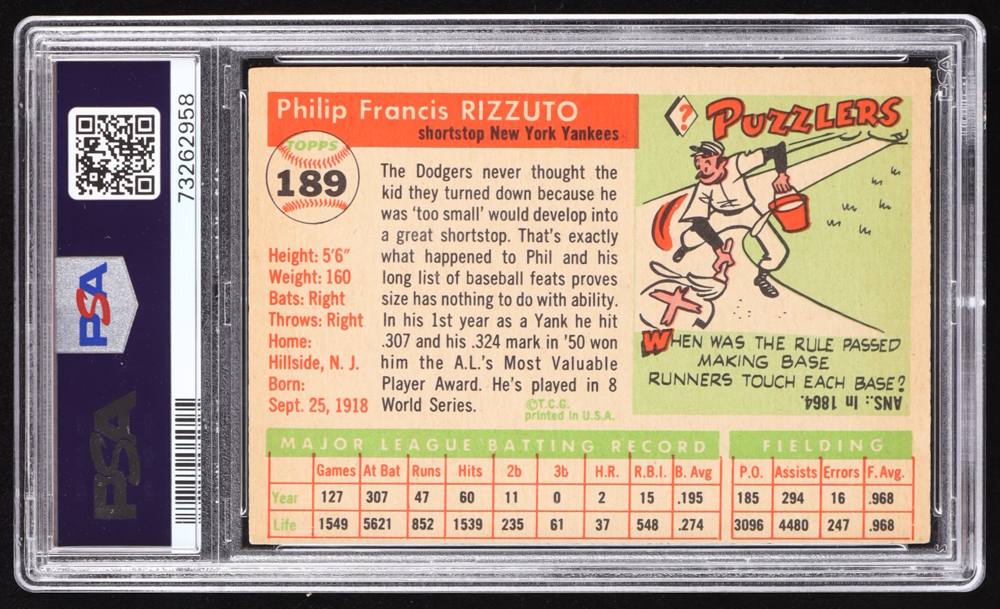 73262958
PSA
PSA
Philip Francis RIZZUTO
shortstop New York Yankees
TOPPS
189
Height: 5'6"
Weight: 160
Bats: Right
Throws: Right
Home:
Hillside, N. J.
Born:
Sept. 25, 1918
The Dodgers never thought the
kid they turned down because he
was 'too small' would develop into
a great shortstop. That's exactly
what happened to Phil and his
long list of baseball feats proves
size has nothing to do with ability.
In his 1st year as a Yank he hit
.307 and his .324 mark in '50 won
him the A.L.'s Most Valuable
Player Award. He's played in 8
World Series.
©T.C.G.
printed in U.S.A.
? PUZZLERS
WHEN WAS THE RULE PASSED
MAKING BASE
RUNNERS TOUCH EACH BASE?
ANS.: In 1864.
MAJOR LEAGUE BATTING RECORD
Games At Bat Runs Hits 2b 3b H.R. R.B.I. B. Avg
Year 127 307 47 60 11 0 2 15 .195
Life 1549 5621 852 1539 235 61 37 548 .274
FIELDING
P.O. Assists Errors F. Avg.
185 294 16 .968
3096 4480 247 .968
PSA